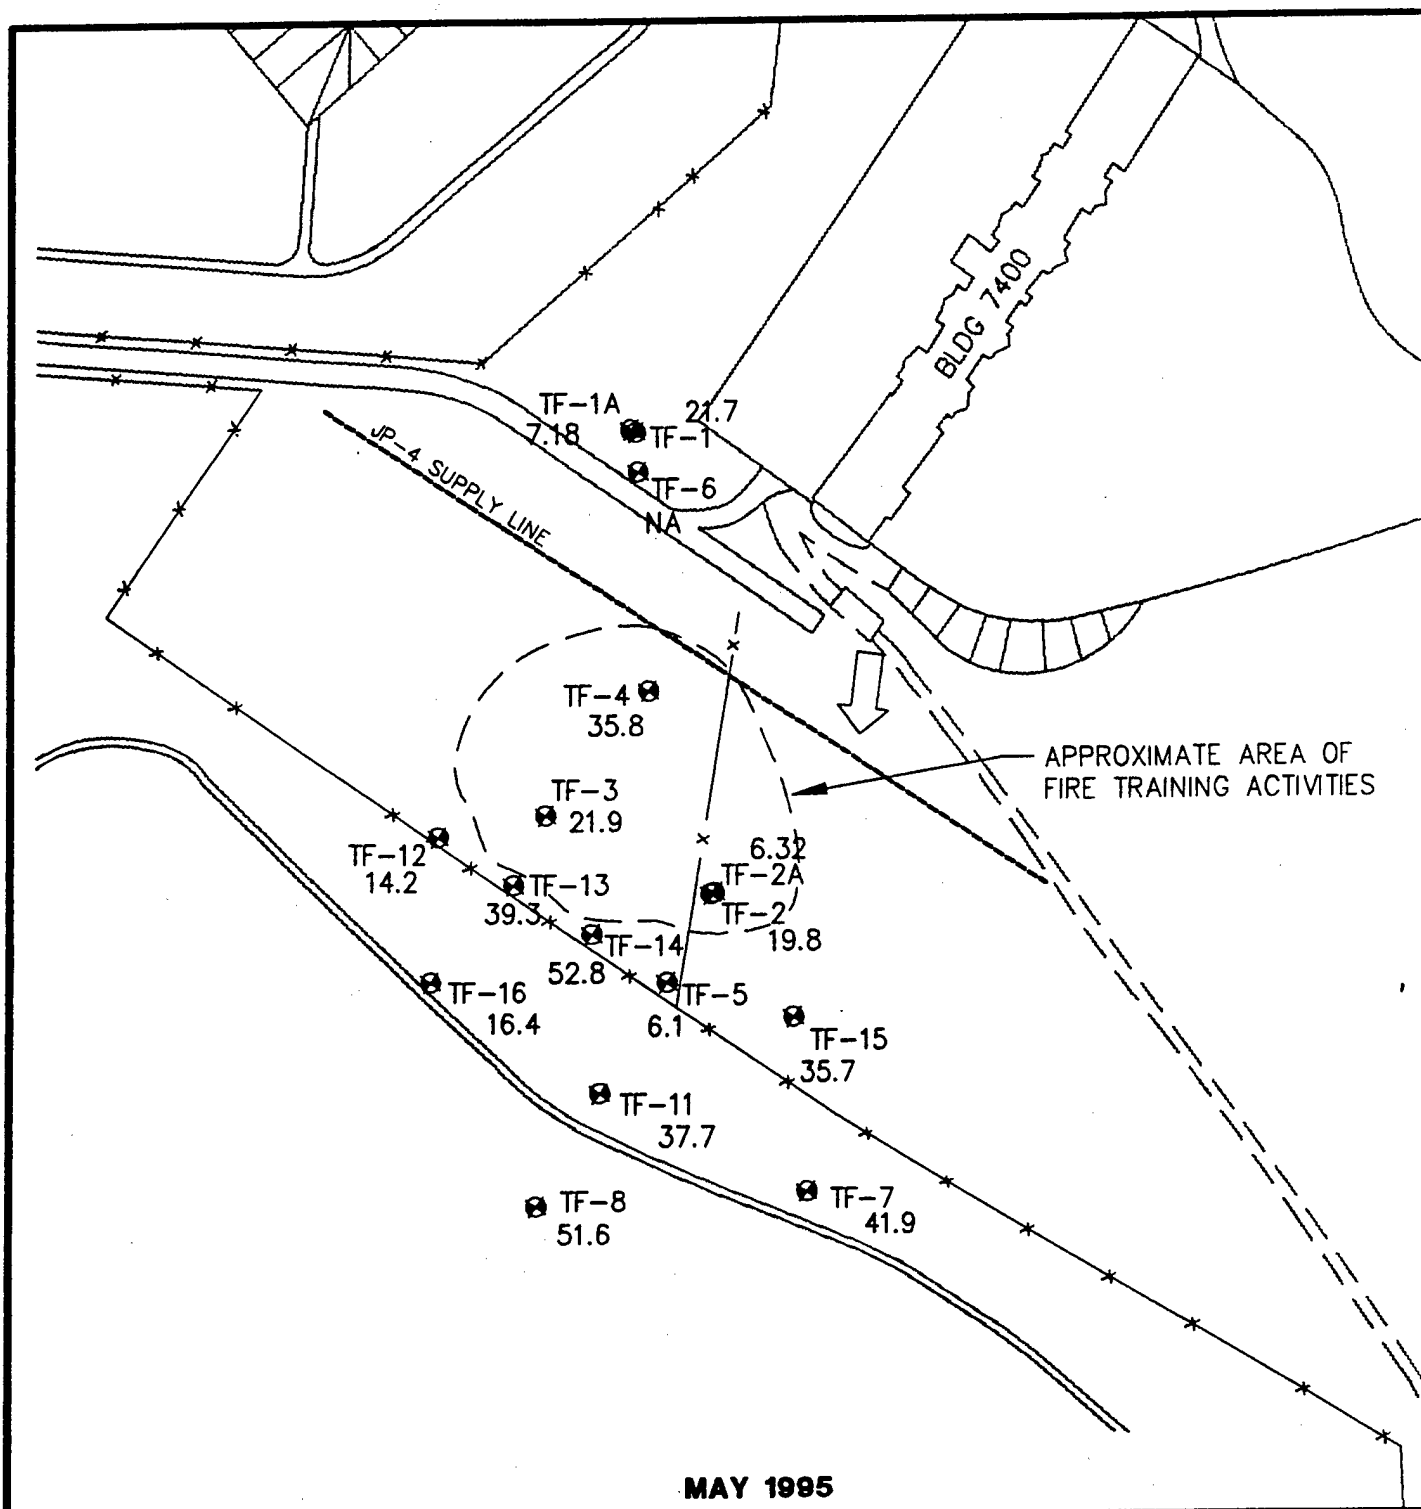 BLDG 7400
TF-1A
21.7
7.18
TF-1
TF-6
NA
JP-4 SUPPLY LINE
TF-4
35.8
APPROXIMATE AREA OF
FIRE TRAINING ACTIVITIES
TF-3
21.9
TF-12
14.2
6.32
TF-2A
TF-2
19.8
TF-13
39.3
TF-14
52.8
TF-16
16.4
TF-5
6.1
TF-15
35.7
TF-11
37.7
TF-7
41.9
TF-8
51.6
MAY 1995